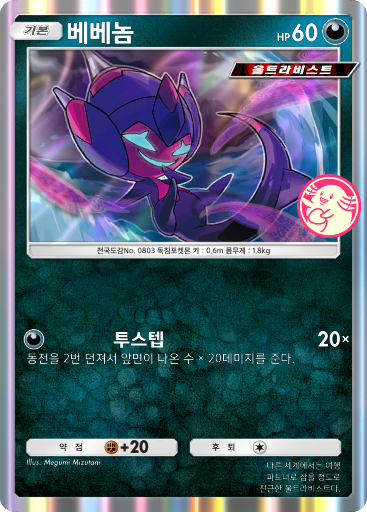 기본 베베놈 HP 60
울트라비스트
전국도감No. 0803 독침포켓몬 키 : 0.6m 몸무게 : 1.8kg
투스텝 20×
동전을 2번 던져서 앞면이 나온 수 × 20데미지를 준다.
약점 +20 후퇴
Illus. Megumi Mizutani
다른 세계에서는 여행
파트너로 삼을 정도로
친근한 울트라비스트다.